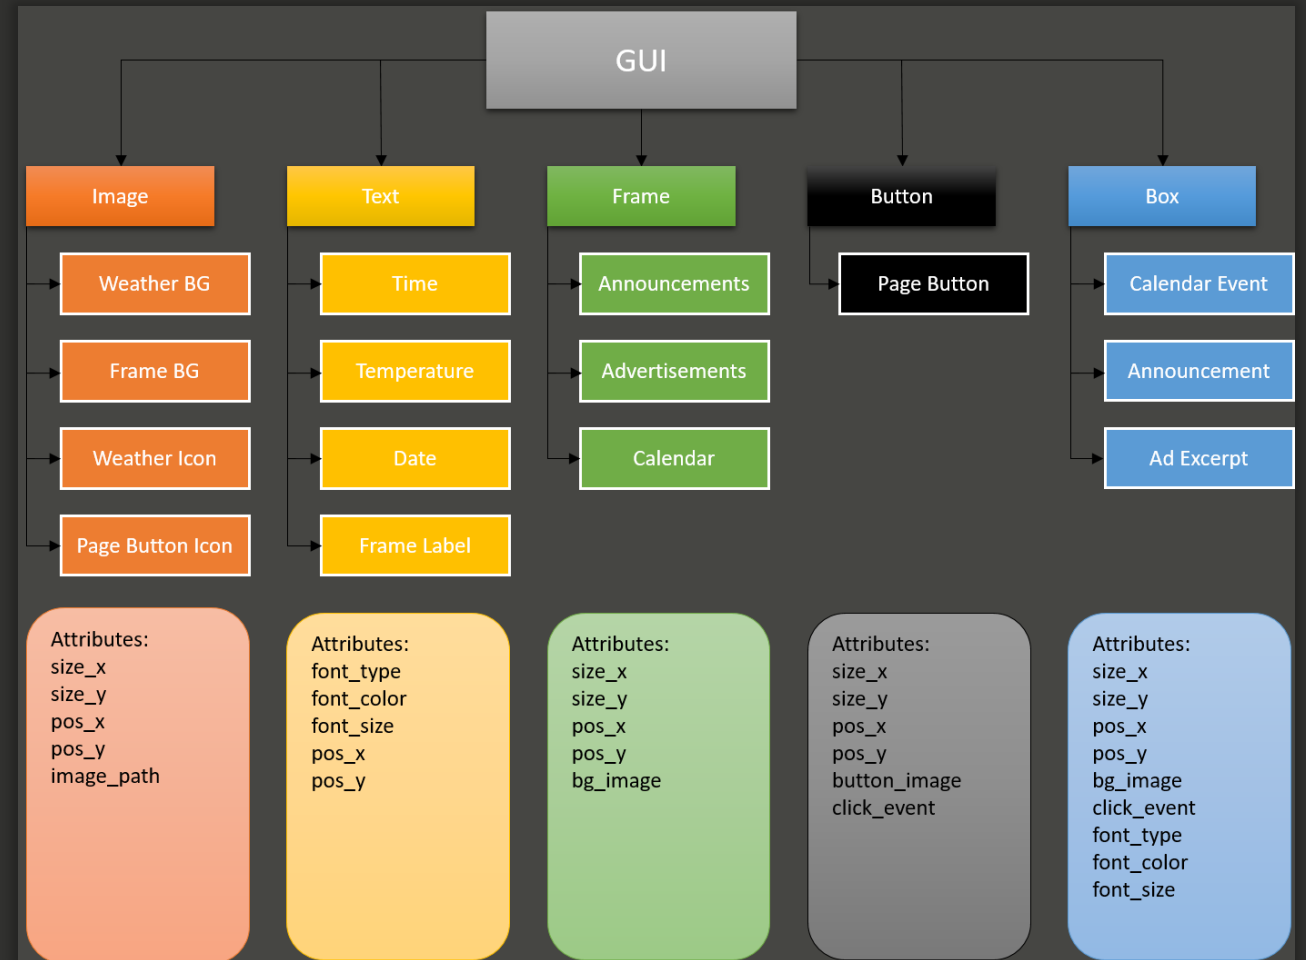 GUI
Image
Text
Frame
Button
Box
Weather BG
Time
Announcements
Page Button
Calendar Event
Frame BG
Temperature
Advertisements
Announcement
Weather Icon
Date
Calendar
Ad Excerpt
Page Button Icon
Frame Label
Attributes:
size_x
size_y
pos_x
pos_y
image_path
Attributes:
font_type
font_color
font_size
pos_x
pos_y
Attributes:
size_x
size_y
pos_x
pos_y
bg_image
Attributes:
size_x
size_y
pos_x
pos_y
button_image
click_event
Attributes:
size_x
size_y
pos_x
pos_y
bg_image
click_event
font_type
font_color
font_size